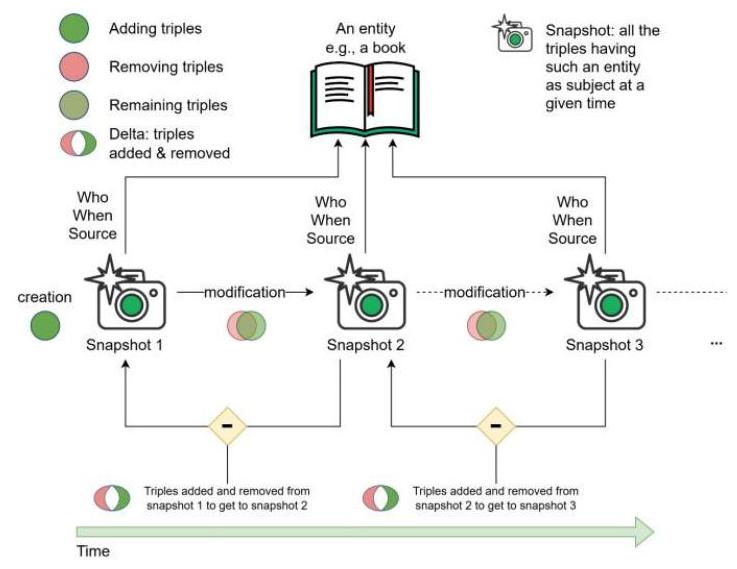 Adding triples
Removing triples
Remaining triples
Delta: triples
added & removed
An entity
e.g., a book
Snapshot: all the
triples having
such an entity
as subject at a
given time
Who
When
Source
Who
When
Source
Who
When
Source
creation
modification
modification
Snapshot 1
Snapshot 2
Snapshot 3
...
-
-
Triples added and removed from
snapshot 1 to get to snapshot 2
Triples added and removed from
snapshot 2 to get to snapshot 3
Time